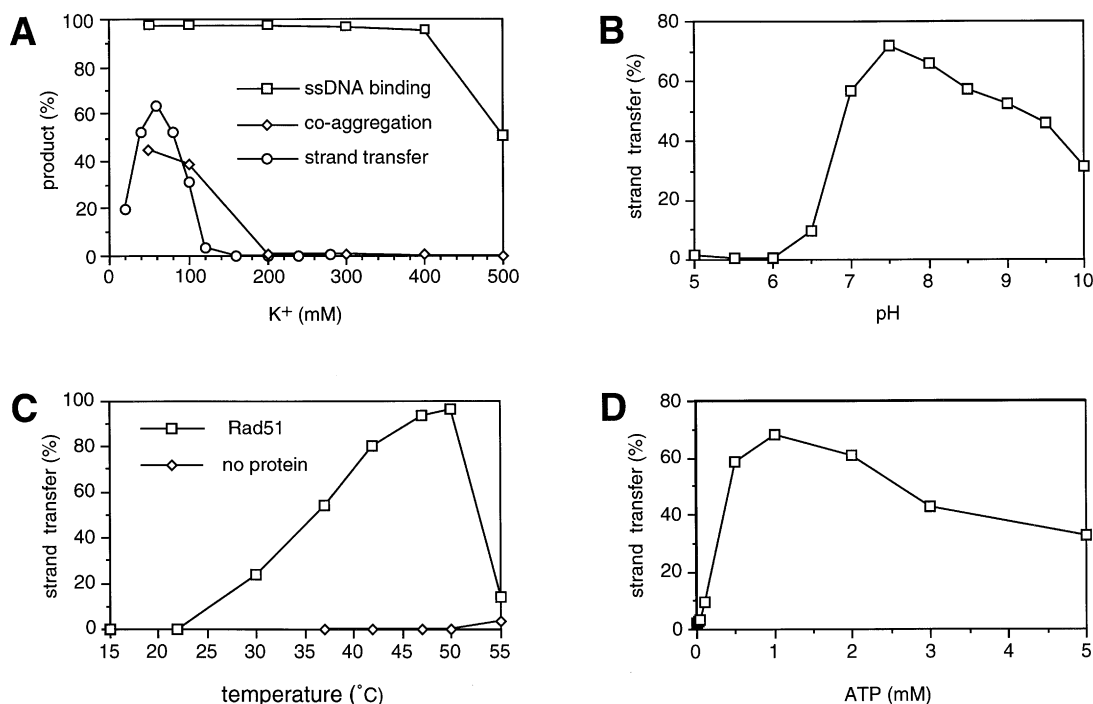 A
100
80
60
40
20
0
product (%)
ssDNA binding
co-aggregation
strand transfer
0 100 200 300 400 500
K+ (mM)
B
80
60
40
20
0
strand transfer (%)
5 6 7 8 9 10
pH
C
100
80
60
40
20
0
strand transfer (%)
Rad51
no protein
15 20 25 30 35 40 45 50 55
temperature (˚C)
D
80
60
40
20
0
strand transfer (%)
0 1 2 3 4 5
ATP (mM)